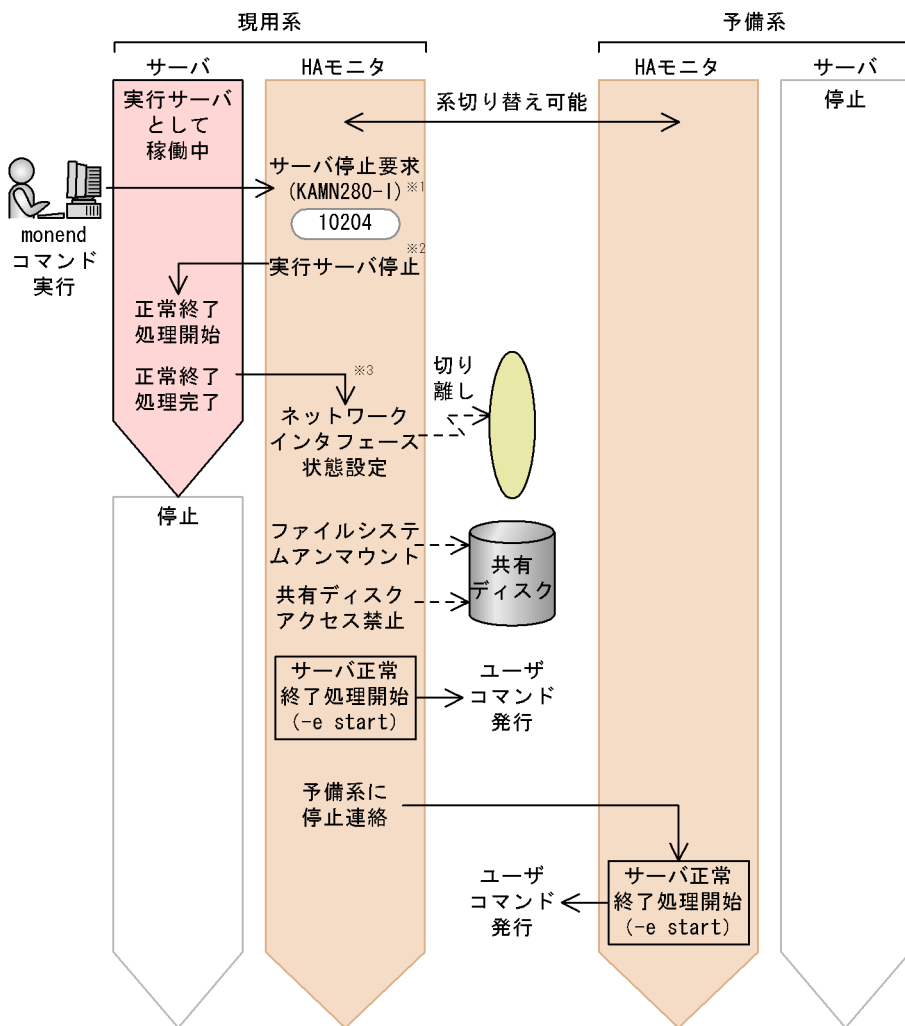 現用系
予備系
サーバ
HAモニタ
HAモニタ
サーバ
実行サーバ
として
稼働中
系切り替え可能
停止
サーバ停止要求
(KAMN280-I)※1
10204
monend
コマンド
実行
※2
実行サーバ停止
正常終了
処理開始
正常終了
処理完了
※3
切り
離し
ネットワーク
インタフェース
状態設定
停止
ファイルシステ
ムアンマウント
共有
ディスク
共有ディスク
アクセス禁止
サーバ正常
終了処理開始
(-e start)
ユーザ
コマンド
発行
予備系に
停止連絡
ユーザ
コマンド
発行
サーバ正常
終了処理開始
(-e start)